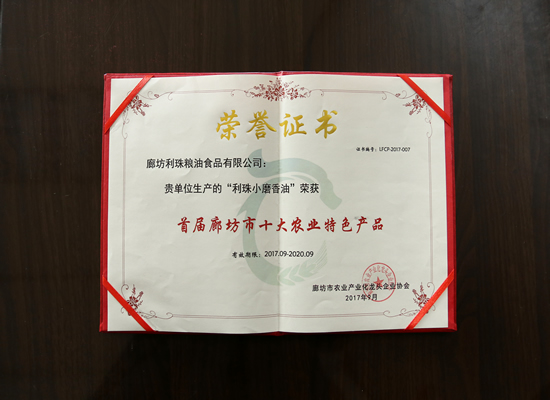 荣誉证书
证书编号：LFCP-2017-007
廊坊利珠粮油食品有限公司：
贵单位生产的“利珠小磨香油”荣获
首届廊坊市十大农业特色产品
有效期限：2017.09-2020.09
廊坊市农业产业化龙头企业协会
2017年9月